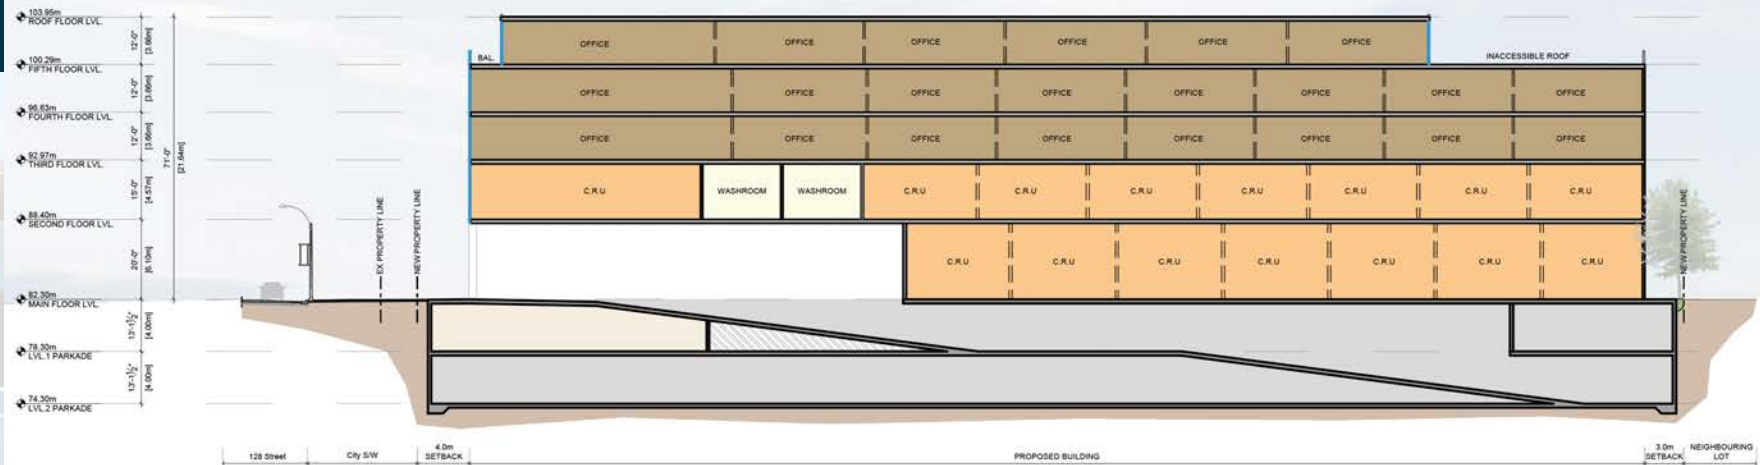 103.95m
ROOF FLOOR LVL.
12'-0"
[3.66m]
OFFICE OFFICE OFFICE OFFICE OFFICE OFFICE
BAL.
INACCESSIBLE ROOF
100.29m
FIFTH FLOOR LVL.
12'-0"
[3.66m]
OFFICE OFFICE OFFICE OFFICE OFFICE OFFICE OFFICE OFFICE
96.63m
FOURTH FLOOR LVL.
12'-0"
[3.66m]
OFFICE OFFICE OFFICE OFFICE OFFICE OFFICE OFFICE OFFICE
71'-0"
[21.64m]
92.97m
THIRD FLOOR LVL.
15'-0"
[4.57m]
C.R.U WASHROOM WASHROOM C.R.U C.R.U C.R.U C.R.U C.R.U C.R.U C.R.U
88.40m
SECOND FLOOR LVL.
EX PROPERTY LINE
NEW PROPERTY LINE
NEW PROPERTY LINE
20'-0"
[6.10m]
C.R.U C.R.U C.R.U C.R.U C.R.U C.R.U C.R.U
82.30m
MAIN FLOOR LVL.
13'-1½"
[4.00m]
78.30m
LVL.1 PARKADE
13'-1½"
[4.00m]
74.30m
LVL.2 PARKADE
128 Street
City S/W
4.0m
SETBACK
PROPOSED BUILDING
3.0m
SETBACK
NEIGHBOURING
LOT